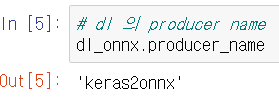 In [5]: # dl 의 producer name
dl_onnx.producer_name
Out[5]: 'keras2onnx'